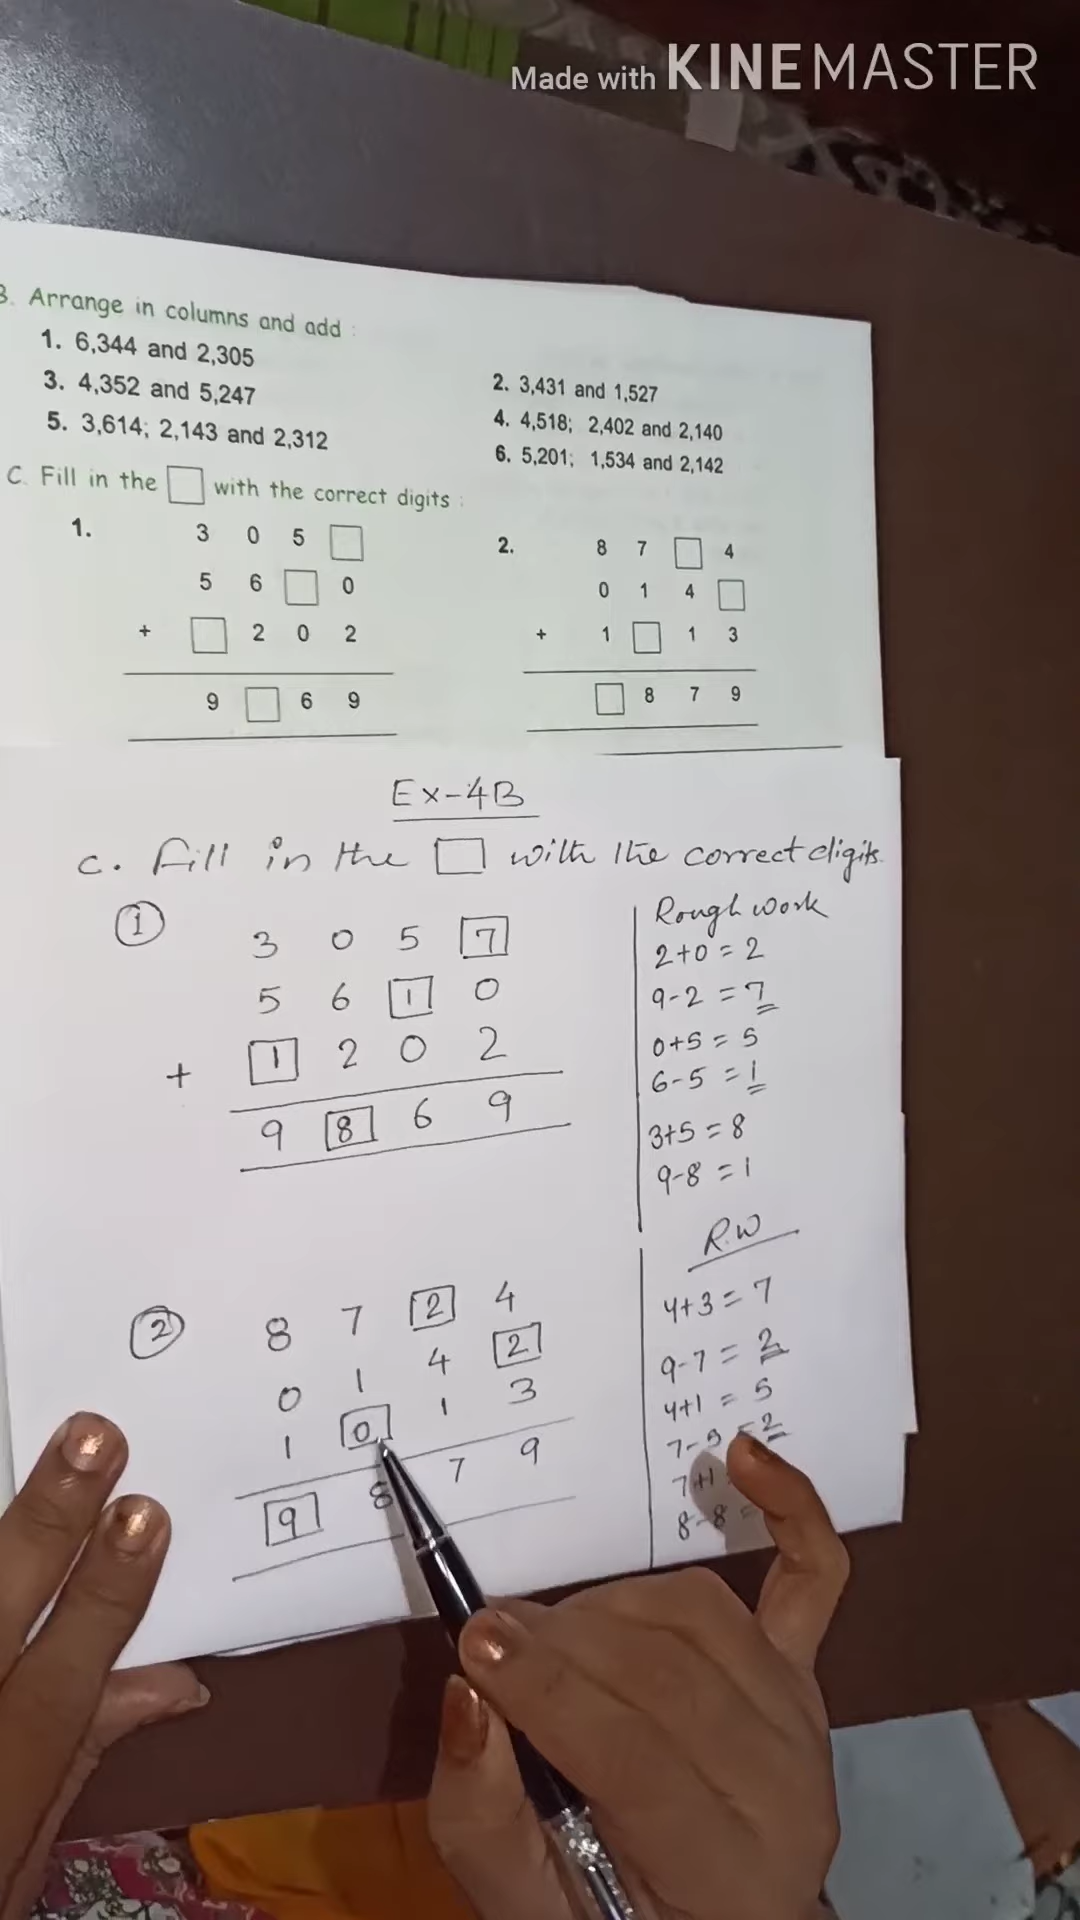 Made with KINEMASTER
3. Arrange in columns and add :
1. 6,344 and 2,305
2. 3,431 and 1,527
3. 4,352 and 5,247
4. 4,518; 2,402 and 2,140
5. 3,614; 2,143 and 2,312
6. 5,201; 1,534 and 2,142
C. Fill in the □ with the correct digits :
1.
3 0 5 □
5 6 □ 0
+ □ 2 0 2
9 □ 6 9
2.
8 7 □ 4
0 1 4 □
+ 1 □ 1 3
□ 8 7 9
Ex-4B
C. Fill in the □ with the correct digits.
①
3 0 5 7
5 6 1 0
+ 1 2 0 2
9 8 6 9
Rough work
2+0 = 2
9-2 = 7
0+5 = 5
6-5 = 1
3+5 = 8
9-8 = 1
②
8 7 2 4
0 1 4 2
1 0 1 3
9 8 7 9
R.W
4+3 = 7
9-7 = 2
4+1 = 5
7-5 = 2
7+1
8-8 =